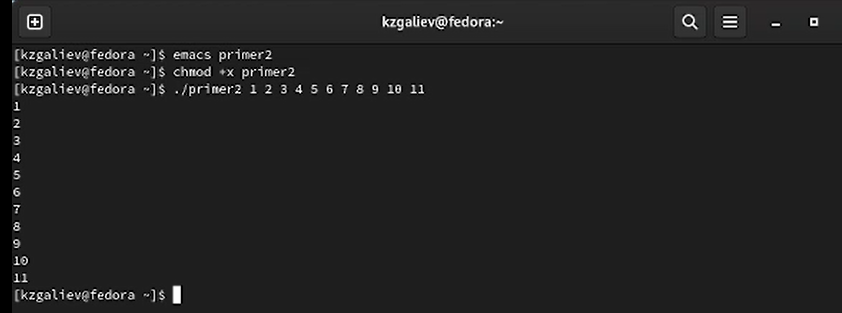 kzgaliev@fedora:~
[kzgaliev@fedora ~]$ emacs primer2
[kzgaliev@fedora ~]$ chmod +x primer2
[kzgaliev@fedora ~]$ ./primer2 1 2 3 4 5 6 7 8 9 10 11
1
2
3
4
5
6
7
8
9
10
11
[kzgaliev@fedora ~]$